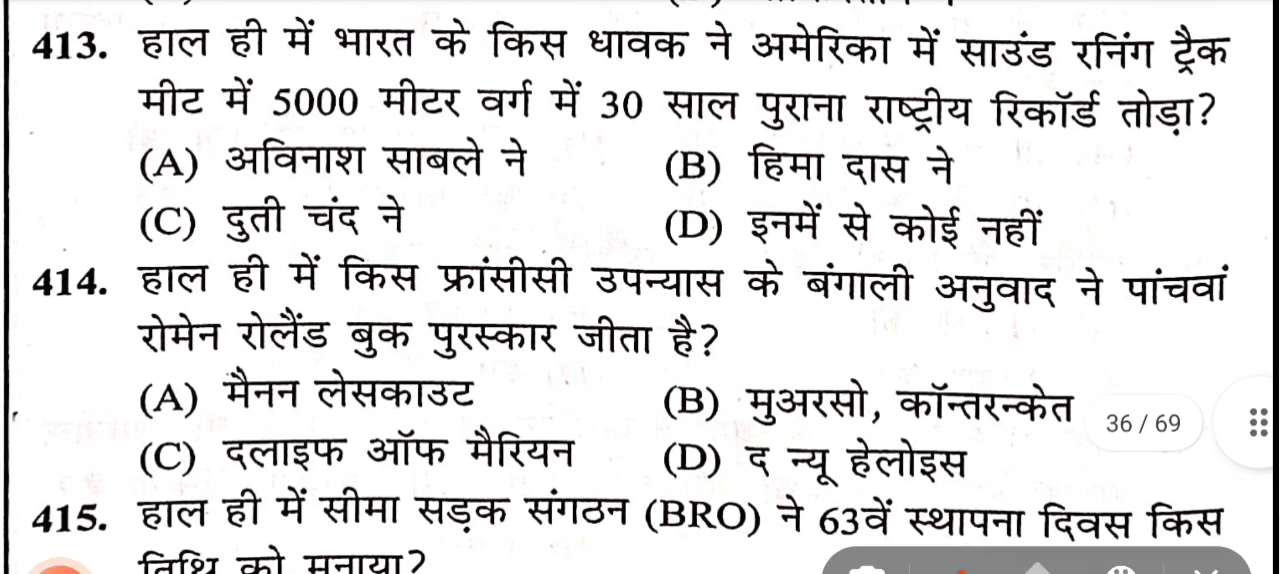 413. हाल ही में भारत के किस धावक ने अमेरिका में साउंड रनिंग ट्रैक
मीट में 5000 मीटर वर्ग में 30 साल पुराना राष्ट्रीय रिकॉर्ड तोड़ा?
(A) अविनाश साबले ने (B) हिमा दास ने
(C) दुती चंद ने (D) इनमें से कोई नहीं
414. हाल ही में किस फ्रांसीसी उपन्यास के बंगाली अनुवाद ने पांचवां
रोमेन रोलैंड बुक पुरस्कार जीता है?
(A) मैनन लेसकाउट (B) मुअरसो, कॉन्तरन्केत
36 / 69
(C) दलाइफ ऑफ मैरियन (D) द न्यू हेलोइस
415. हाल ही में सीमा सड़क संगठन (BRO) ने 63वें स्थापना दिवस किस
तिथि को मनाया?